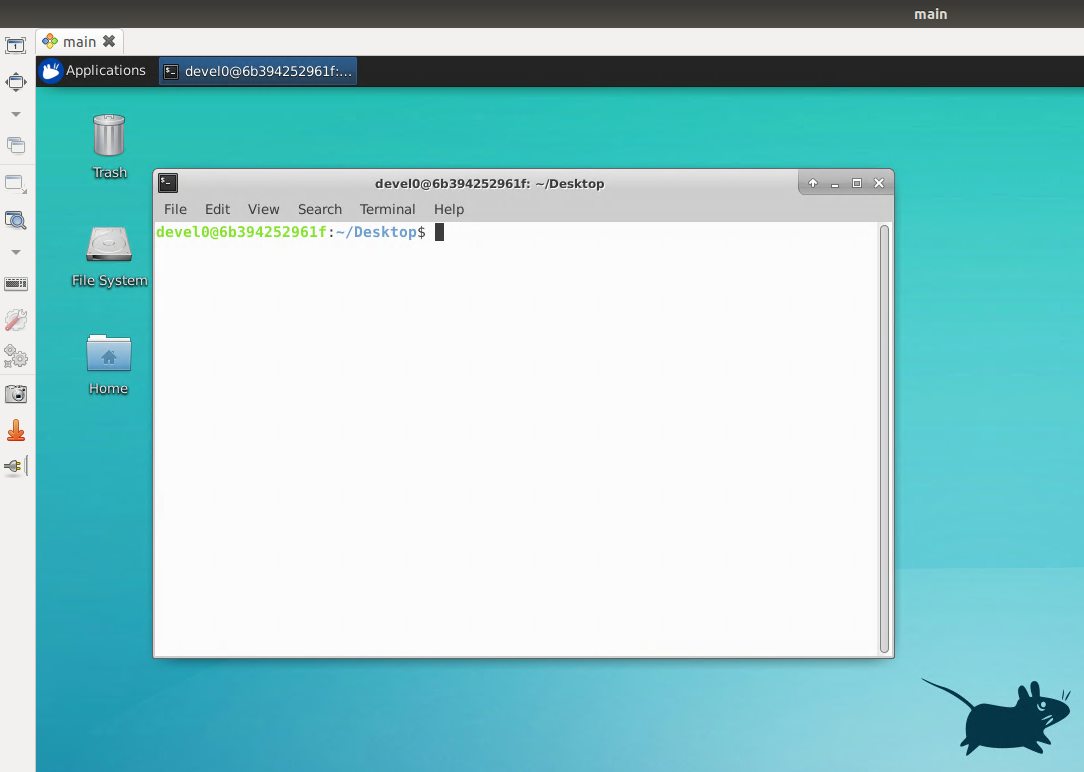 main
main
Applications
devel0@6b394252961f:...
Trash
devel0@6b394252961f: ~/Desktop
File Edit View Search Terminal Help
devel0@6b394252961f:~/Desktop$
File System
Home